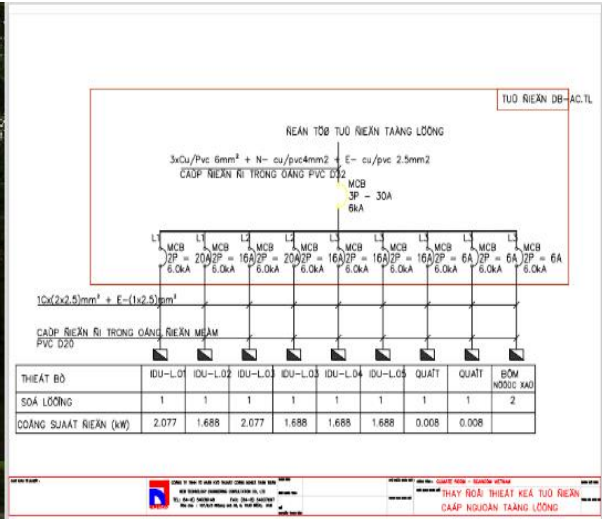 TUÛ ÑIEÄN DB-AC.TL
ÑEÁN TÖØ TUÛ ÑIEÄN TAÀNG LÖÕNG
3xCu/Pvc 6mm² + N- cu/pvc4mm2 + E- cu/pvc 2.5mm2
CAÙP ÑIEÄN ÑI TRONG OÁNG PVC D32
MCB
3P - 30A
6kA
L1 L1 L2 L2 L3 L3 L3 L3 L3
MCB MCB MCB MCB MCB MCB MCB MCB MCB
2P = 20A 2P = 16A 2P = 20A 2P = 16A 2P = 16A 2P = 16A 2P = 6A 2P = 6A 2P = 6A
6.0kA 6.0kA 6.0kA 6.0kA 6.0kA 6.0kA 6.0kA 6.0kA 6.0kA
1Cx(2x2.5)mm² + E-(1x2.5)mm²
CAÙP ÑIEÄN ÑI TRONG OÁNG ÑIEÄN MEÀM
PVC D20
THIEÁT BÒ IDU-L.01 IDU-L.02 IDU-L.03 IDU-L.03 IDU-L.04 IDU-L.05 QUAÏT QUAÏT BÔM NÖÔÙC XAÛ
SOÁ LÖÔÏNG 1 1 1 1 1 1 1 1 2
COÂNG SUAÁT ÑIEÄN (kW) 2.077 1.688 2.077 1.688 1.688 1.688 0.008 0.008
THAY ÑOÅI THIEÁT KEÁ TUÛ ÑIEÄN
CAÁP NGUOÀN TAÀNG LÖÕNG